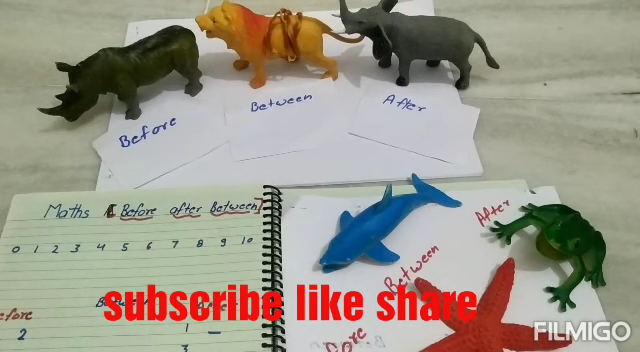 Before
Between
After
Maths [Before after Between]
0 1 2 3 4 5 6 7 8 9 10
After
Between
subscribe like share
2
1 –
3
FILMIGO